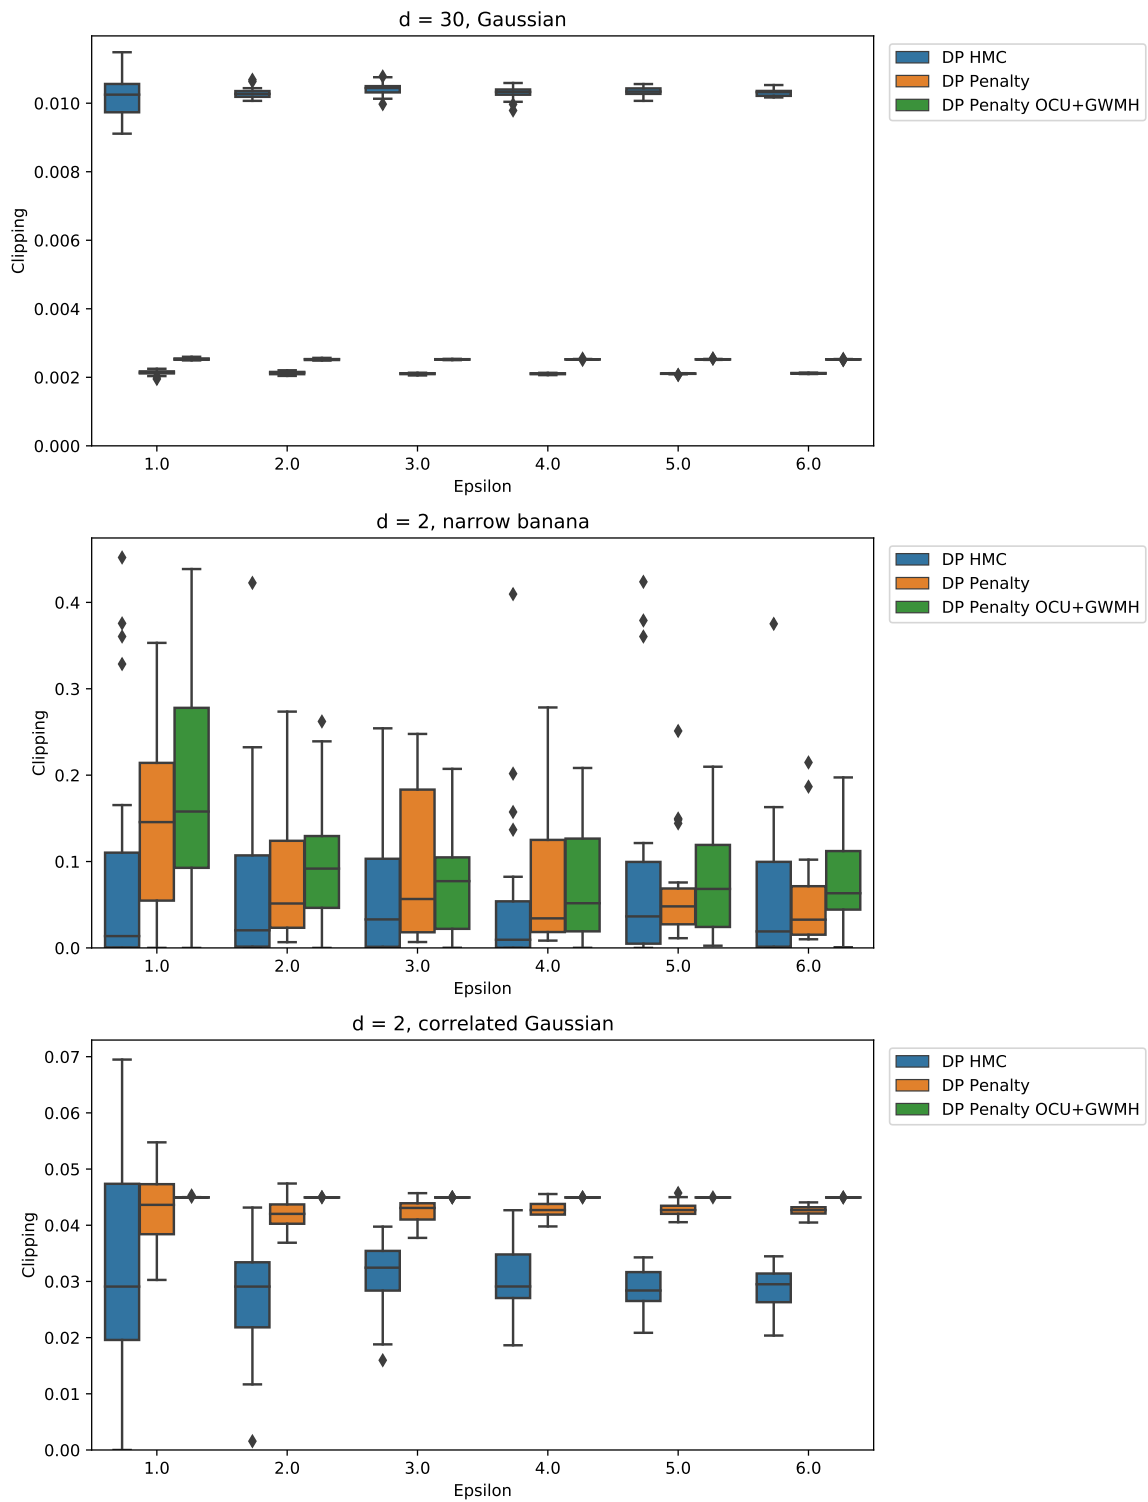 d = 30, Gaussian
Clipping
0.010
0.008
0.006
0.004
0.002
0.000
1.0 2.0 3.0 4.0 5.0 6.0
Epsilon
DP HMC
DP Penalty
DP Penalty OCU+GWMH
d = 2, narrow banana
Clipping
0.4
0.3
0.2
0.1
0.0
1.0 2.0 3.0 4.0 5.0 6.0
Epsilon
DP HMC
DP Penalty
DP Penalty OCU+GWMH
d = 2, correlated Gaussian
Clipping
0.07
0.06
0.05
0.04
0.03
0.02
0.01
0.00
1.0 2.0 3.0 4.0 5.0 6.0
Epsilon
DP HMC
DP Penalty
DP Penalty OCU+GWMH